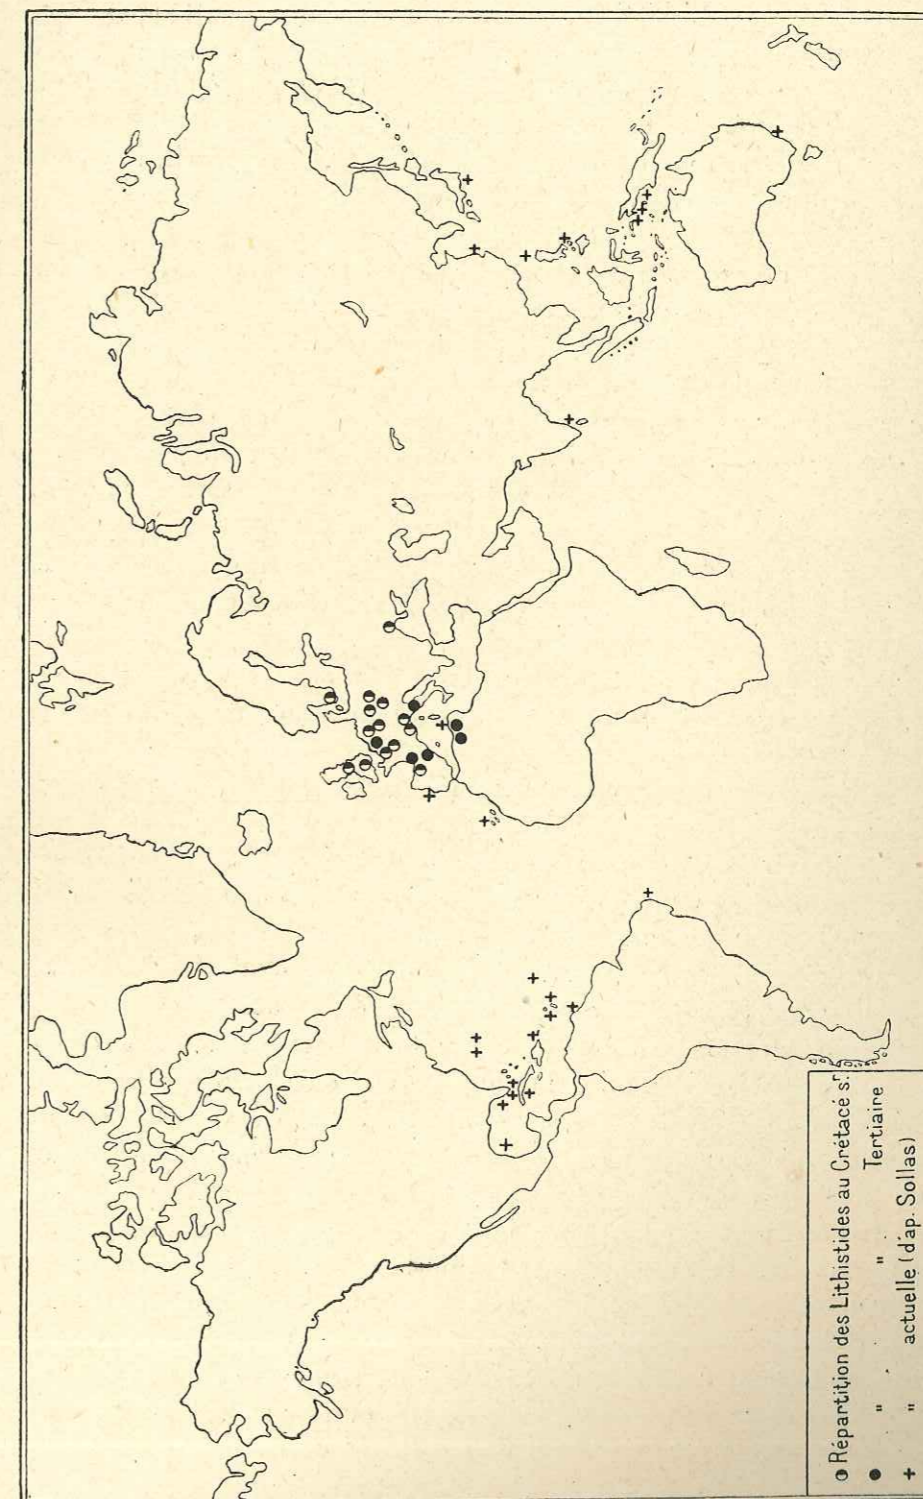 Répartition des Lithistides au Crétacé s.
" " Tertiaire
" actuelle (d'ap. Sollas)